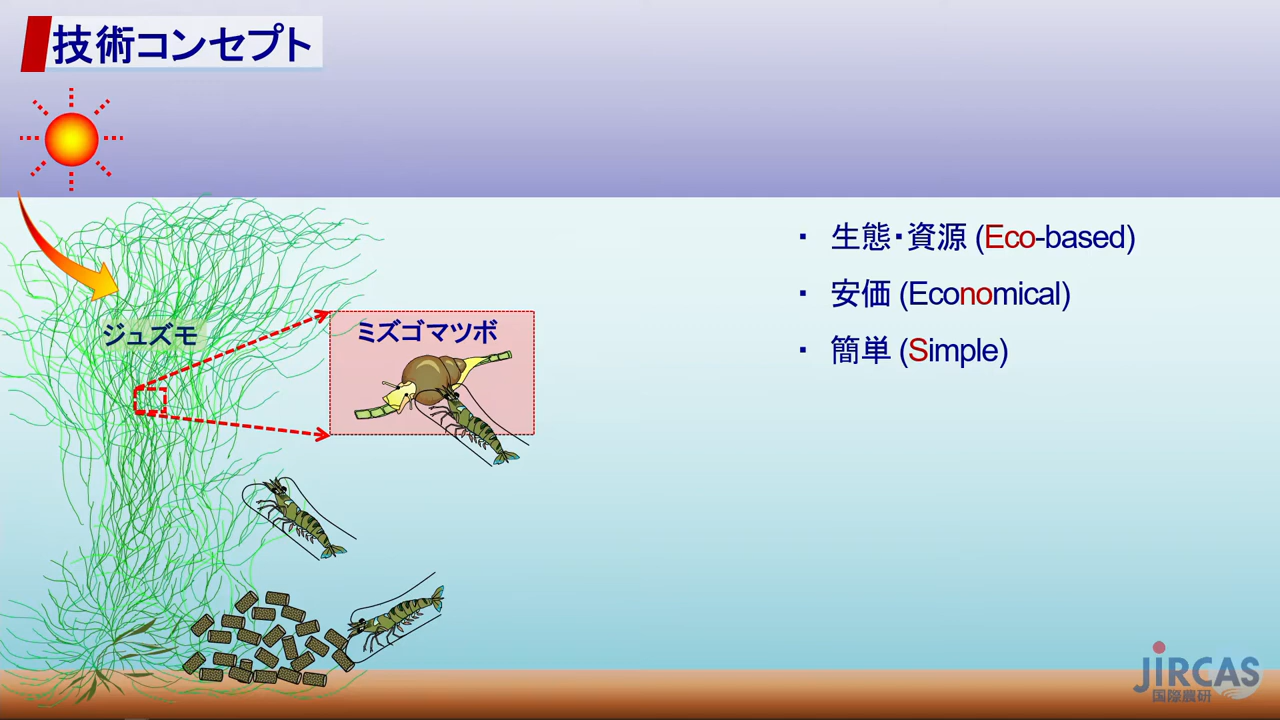 技術コンセプト
・ 生態・資源 (Eco-based)
・ 安価 (Economical)
・ 簡単 (Simple)
ジュズモ
ミズゴマツボ
JIRCAS
国際農研